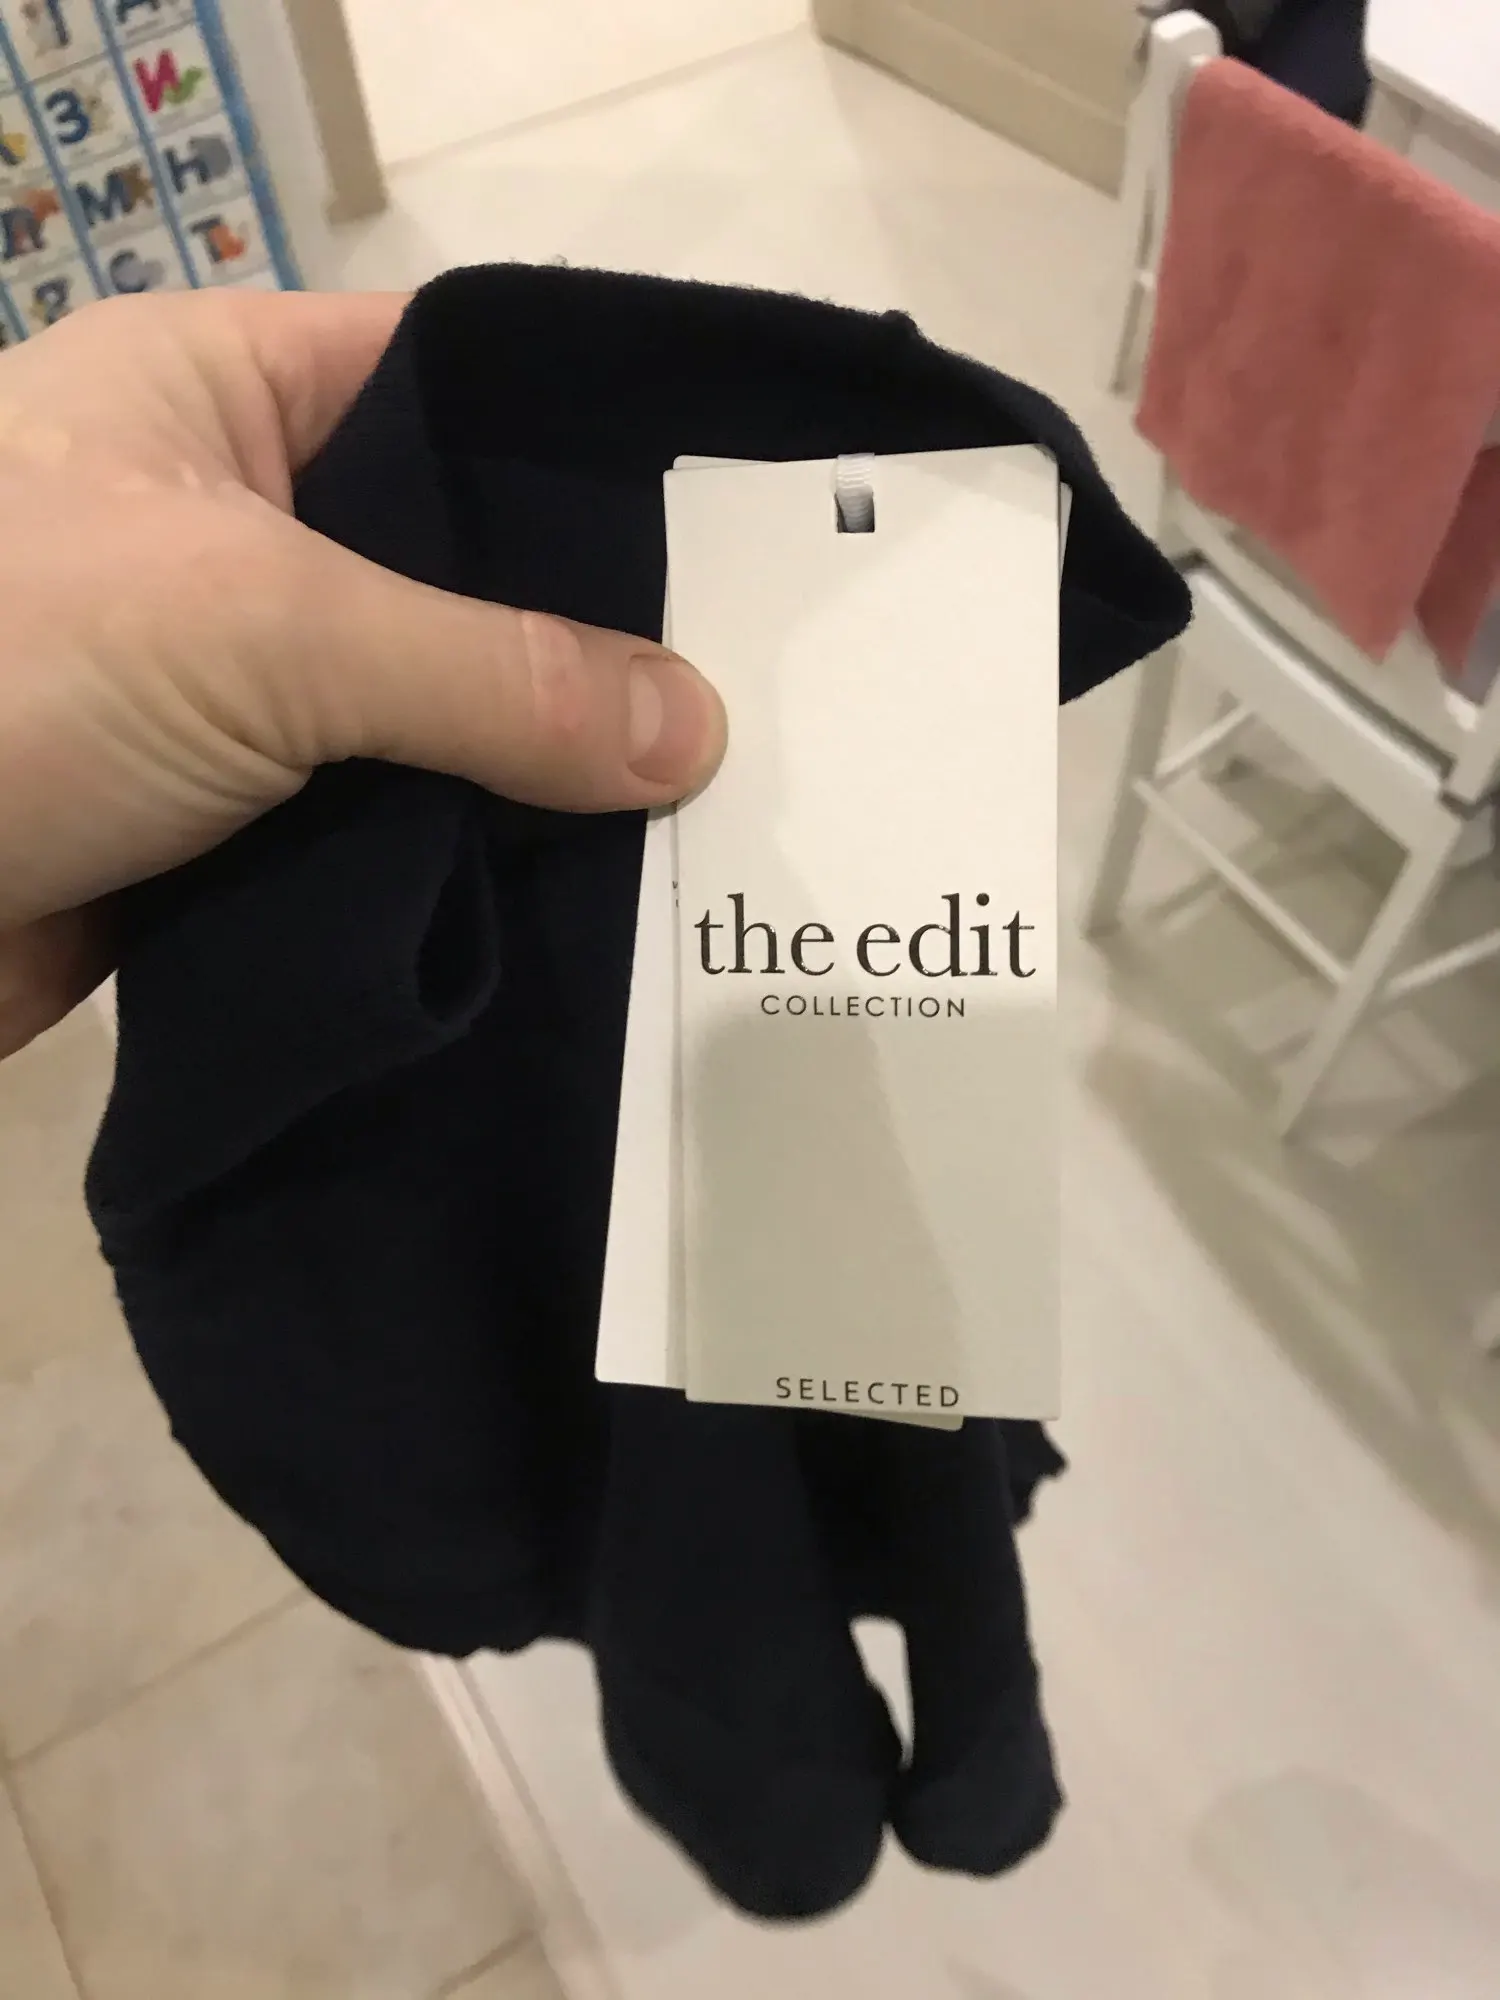 З И
М Н
С Т
the edit
COLLECTION
SELECTED